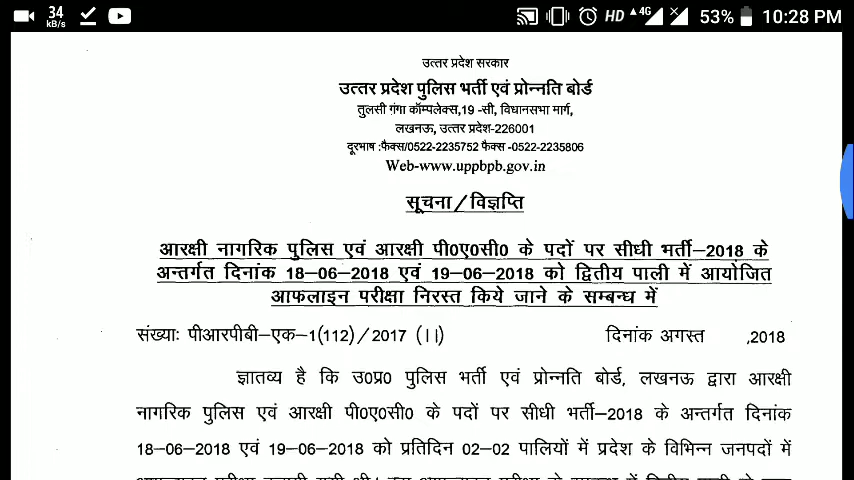 34
kB/s
HD
4G
53%
10:28 PM
उत्तर प्रदेश सरकार
उत्तर प्रदेश पुलिस भर्ती एवं प्रोन्नति बोर्ड
तुलसी गंगा कॉम्पलेक्स,19 -सी, विधानसभा मार्ग,
लखनऊ, उत्तर प्रदेश-226001
दूरभाष :फैक्स/0522-2235752 फैक्स -0522-2235806
Web-www.uppbpb.gov.in
सूचना/विज्ञप्ति
आरक्षी नागरिक पुलिस एवं आरक्षी पी0ए0सी0 के पदों पर सीधी भर्ती–2018 के
अन्तर्गत दिनांक 18–06–2018 एवं 19–06–2018 को द्वितीय पाली में आयोजित
आफलाइन परीक्षा निरस्त किये जाने के सम्बन्ध में
संख्याः पीआरपीबी–एक–1(112)/2017 (।।) दिनांक अगस्त ,2018
ज्ञातव्य है कि उ0प्र0 पुलिस भर्ती एवं प्रोन्नति बोर्ड, लखनऊ द्वारा आरक्षी
नागरिक पुलिस एवं आरक्षी पी0ए0सी0 के पदों पर सीधी भर्ती–2018 के अन्तर्गत दिनांक
18–06–2018 एवं 19–06–2018 को प्रतिदिन 02–02 पालियों में प्रदेश के विभिन्न जनपदों में